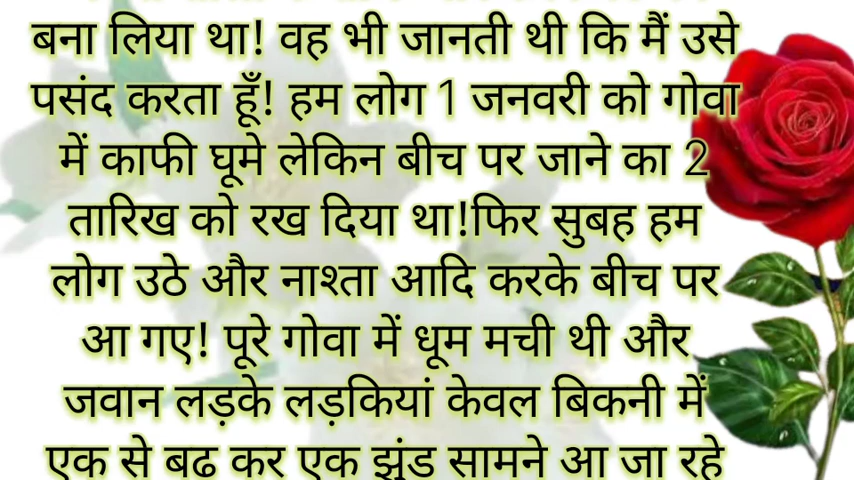 बना लिया था! वह भी जानती थी कि मैं उसे
पसंद करता हूँ! हम लोग 1 जनवरी को गोवा
में काफी घूमे लेकिन बीच पर जाने का 2
तारिख को रख दिया था!फिर सुबह हम
लोग उठे और नाश्ता आदि करके बीच पर
आ गए! पूरे गोवा में धूम मची थी और
जवान लड़के लड़कियां केवल बिकनी में
एक से बढ कर एक झुंड सामने आ जा रहे